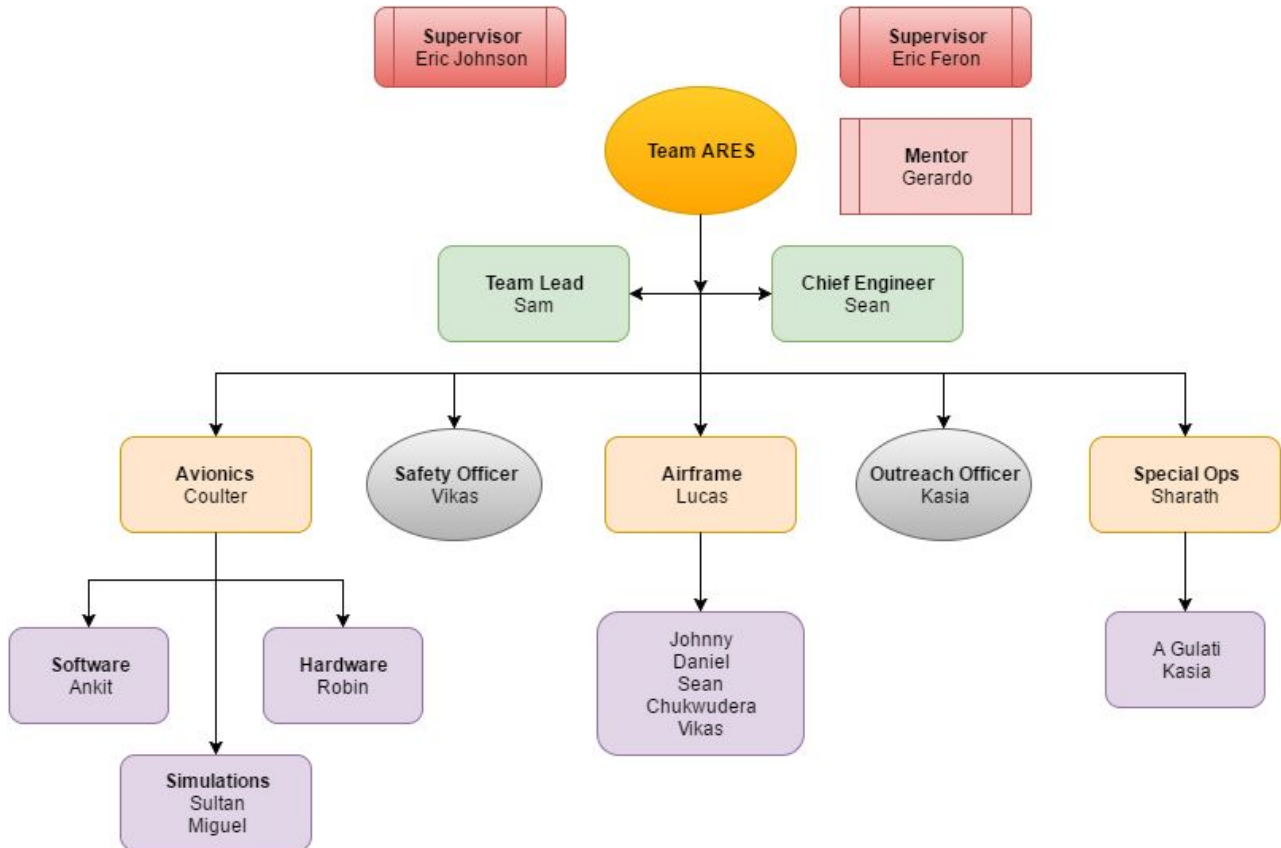 Supervisor
Eric Johnson
Supervisor
Eric Feron
Team ARES
Mentor
Gerardo
Team Lead
Sam
Chief Engineer
Sean
Avionics
Coulter
Safety Officer
Vikas
Airframe
Lucas
Outreach Officer
Kasia
Special Ops
Sharath
Software
Ankit
Hardware
Robin
Johnny
Daniel
Sean
Chukwudera
Vikas
A Gulati
Kasia
Simulations
Sultan
Miguel